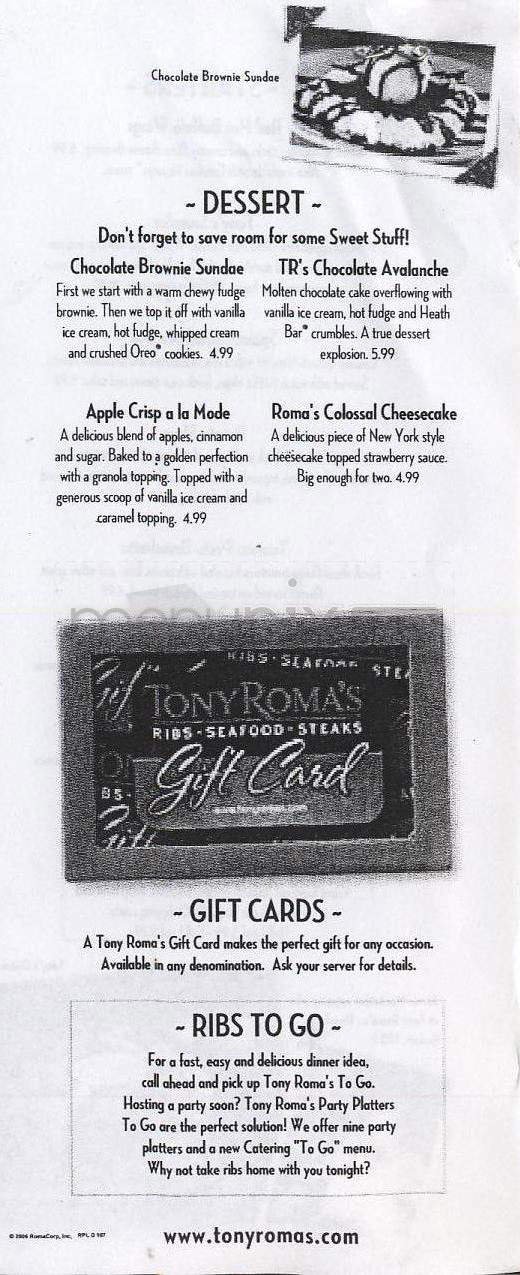 Chocolate Brownie Sundae
~ DESSERT ~
Don't forget to save room for some Sweet Stuff!
Chocolate Brownie Sundae
First we start with a warm chewy fudge
brownie. Then we top it off with vanilla
ice cream, hot fudge, whipped cream
and crushed Oreo® cookies. 4.99
TR's Chocolate Avalanche
Molten chocolate cake overflowing with
vanilla ice cream, hot fudge and Heath
Bar® crumbles. A true dessert
explosion. 5.99
Apple Crisp a la Mode
A delicious blend of apples, cinnamon
and sugar. Baked to a golden perfection
with a granola topping. Topped with a
generous scoop of vanilla ice cream and
caramel topping. 4.99
Roma's Colossal Cheesecake
A delicious piece of New York style
cheesecake topped strawberry sauce.
Big enough for two. 4.99
RIBS · SEAFOOD STE
TONY ROMA'S
RIBS - SEAFOOD - STEAKS
Gift Card
www.tonyromas.com
~ GIFT CARDS ~
A Tony Roma's Gift Card makes the perfect gift for any occasion.
Available in any denomination. Ask your server for details.
~ RIBS TO GO ~
For a fast, easy and delicious dinner idea,
call ahead and pick up Tony Roma's To Go.
Hosting a party soon? Tony Roma's Party Platters
To Go are the perfect solution! We offer nine party
platters and a new Catering "To Go" menu.
Why not take ribs home with you tonight?
© 2006 RomaCorp, Inc. RPL D 107
www.tonyromas.com